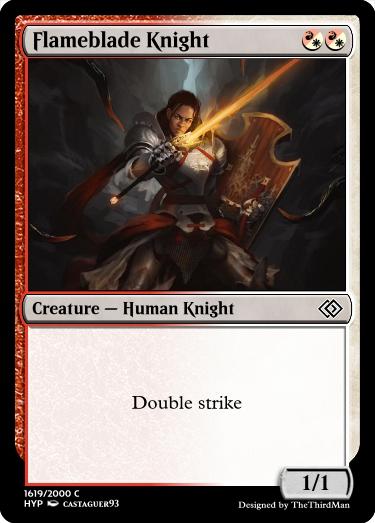 Flameblade Knight
Creature — Human Knight
Double strike
1/1
1619/2000 C
HYP CASTAGUER93
Designed by TheThirdMan